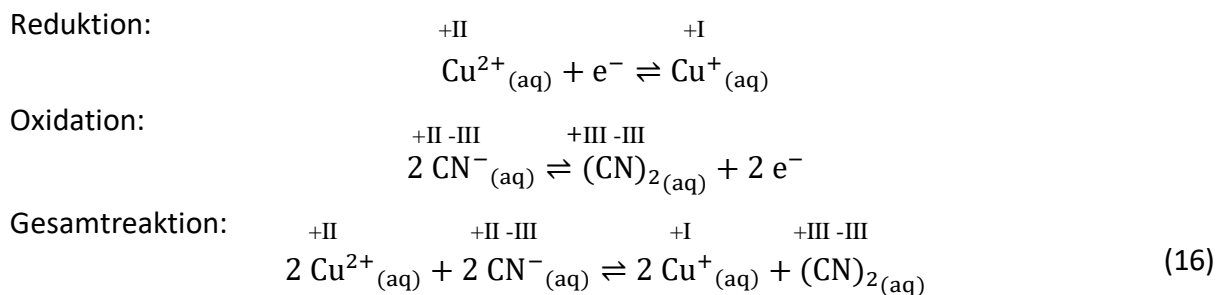 Reduktion:
+II +I
Cu²⁺(aq) + e⁻ ⇌ Cu⁺(aq)
Oxidation:
+II -III +III -III
2 CN⁻(aq) ⇌ (CN)₂(aq) + 2 e⁻
Gesamtreaktion:
+II +II -III +I +III -III
2 Cu²⁺(aq) + 2 CN⁻(aq) ⇌ 2 Cu⁺(aq) + (CN)₂(aq) (16)